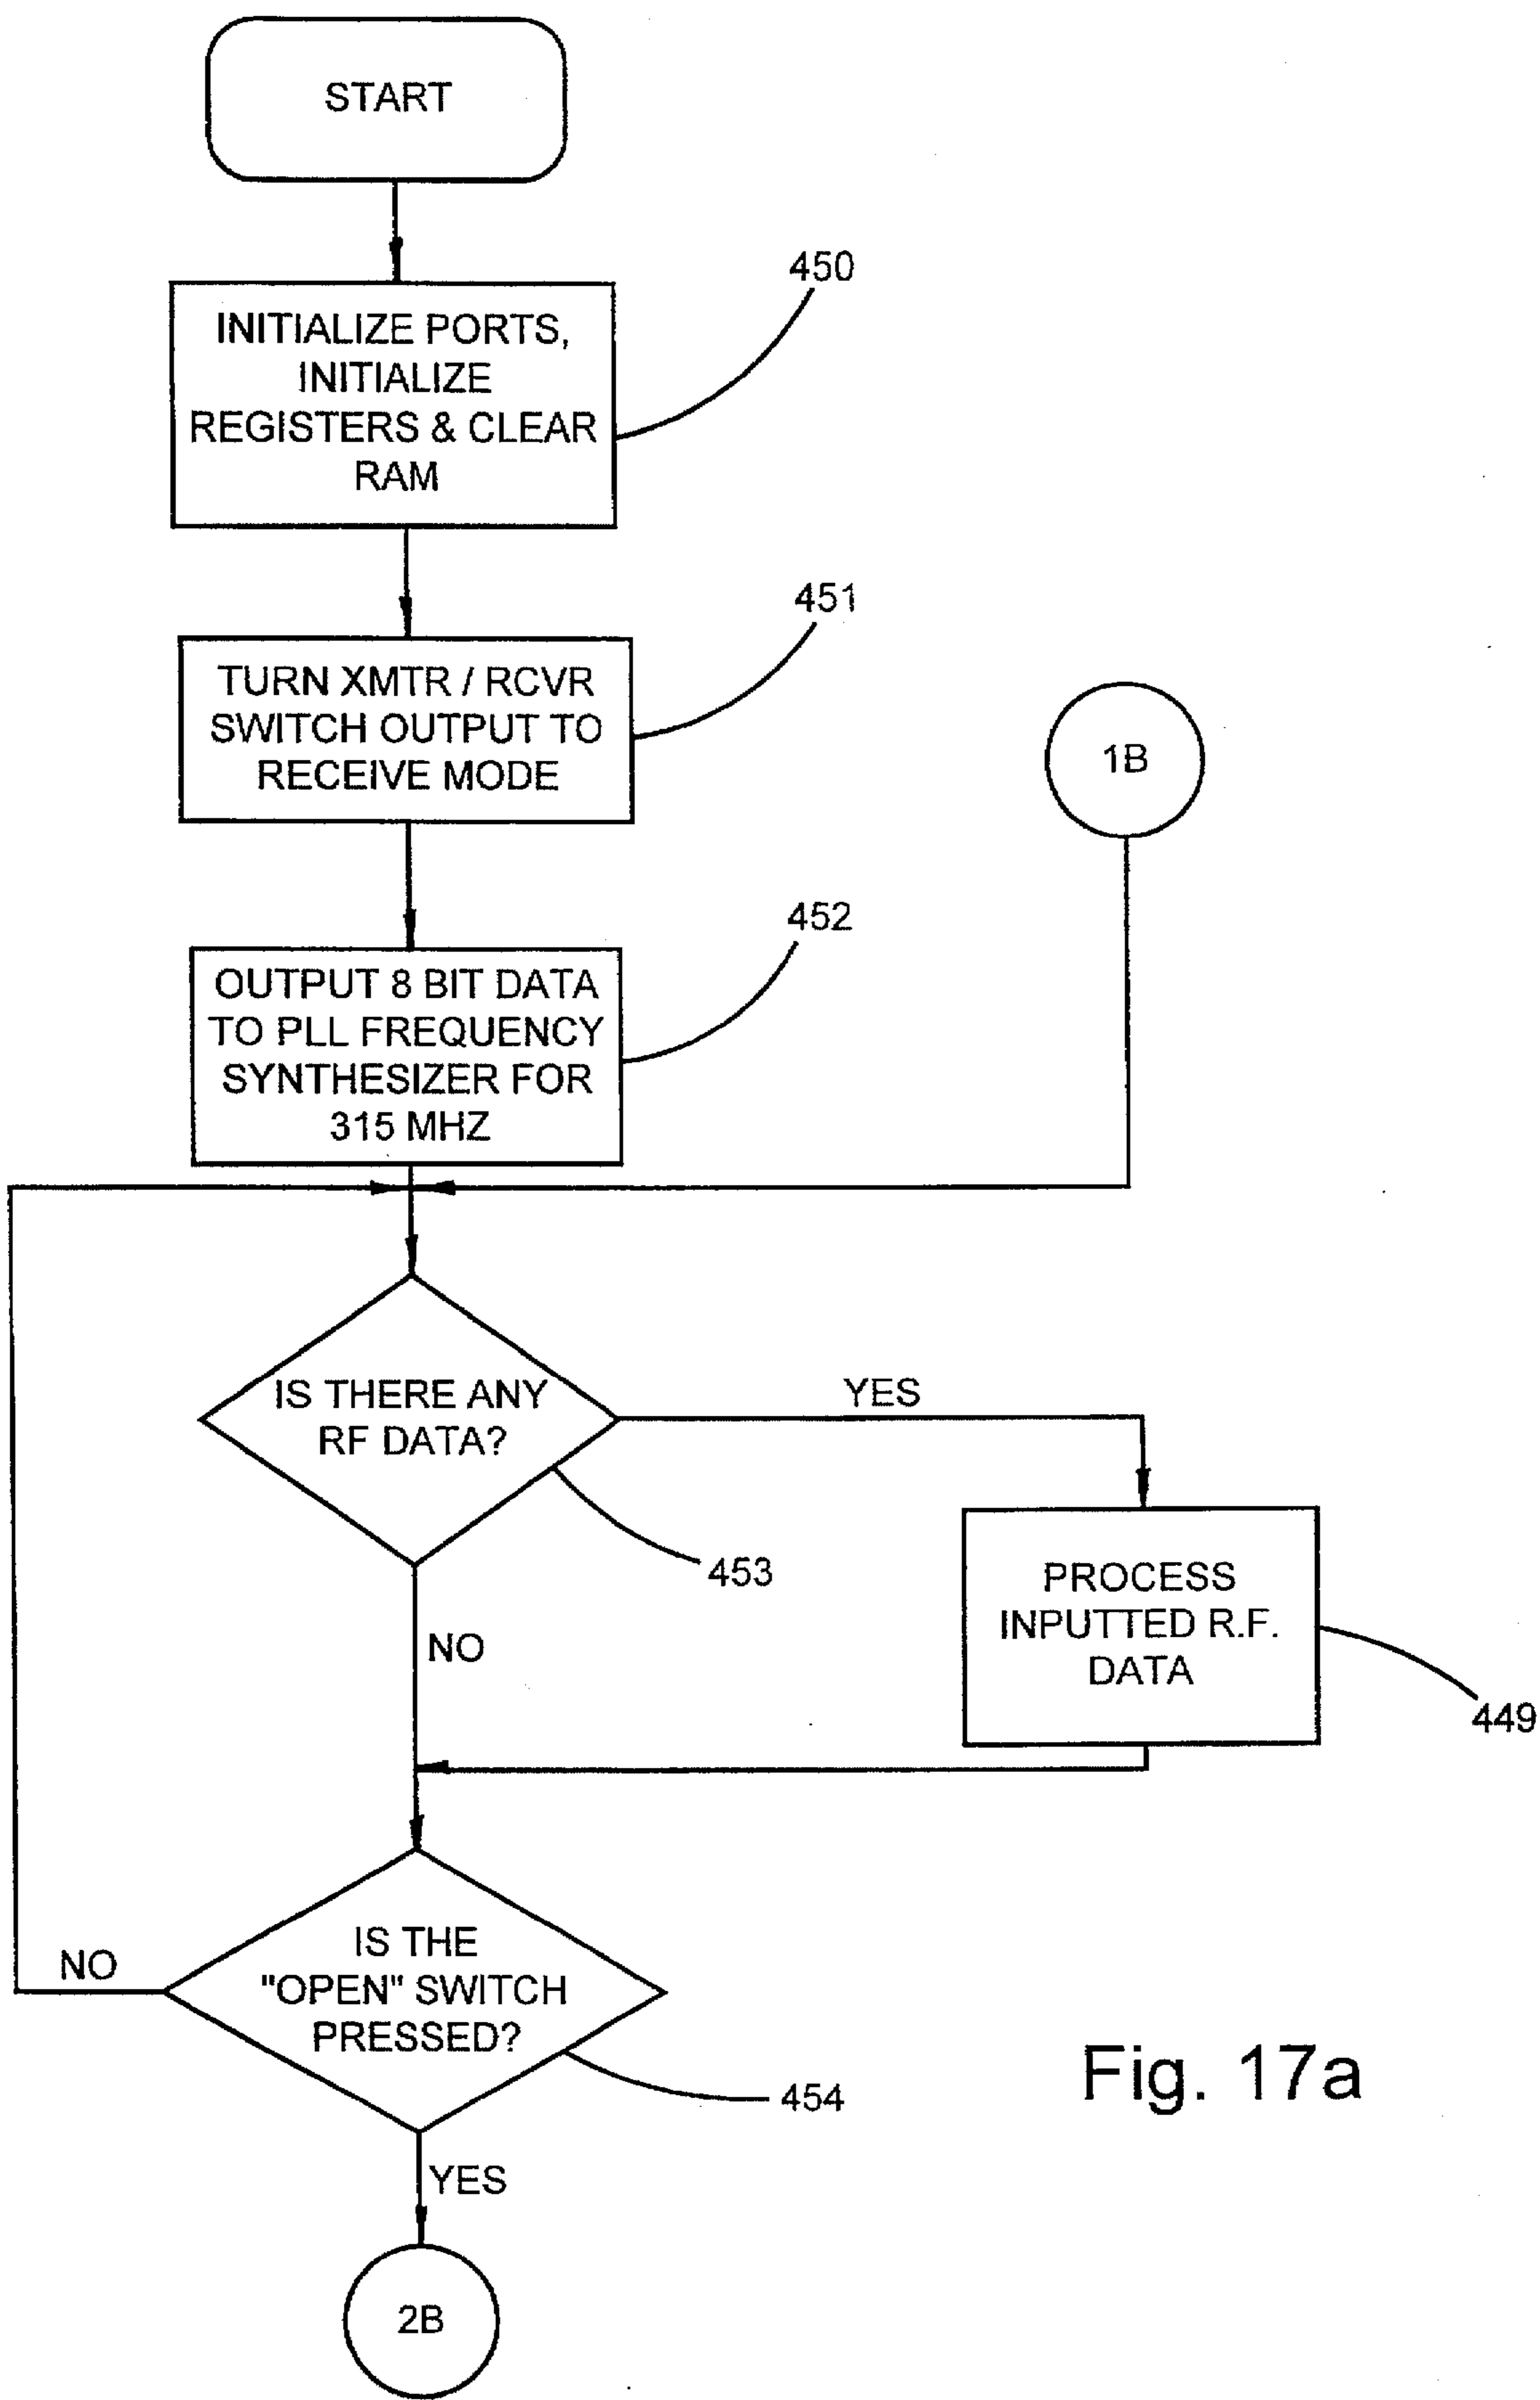 START
450
INITIALIZE PORTS,
INITIALIZE
REGISTERS & CLEAR
RAM
451
TURN XMTR / RCVR
SWITCH OUTPUT TO
RECEIVE MODE
1B
452
OUTPUT 8 BIT DATA
TO PLL FREQUENCY
SYNTHESIZER FOR
315 MHZ
IS THERE ANY
RF DATA?
YES
453
NO
PROCESS
INPUTTED R.F.
DATA
449
IS THE
"OPEN" SWITCH
PRESSED?
NO
454
YES
2B
Fig. 17a